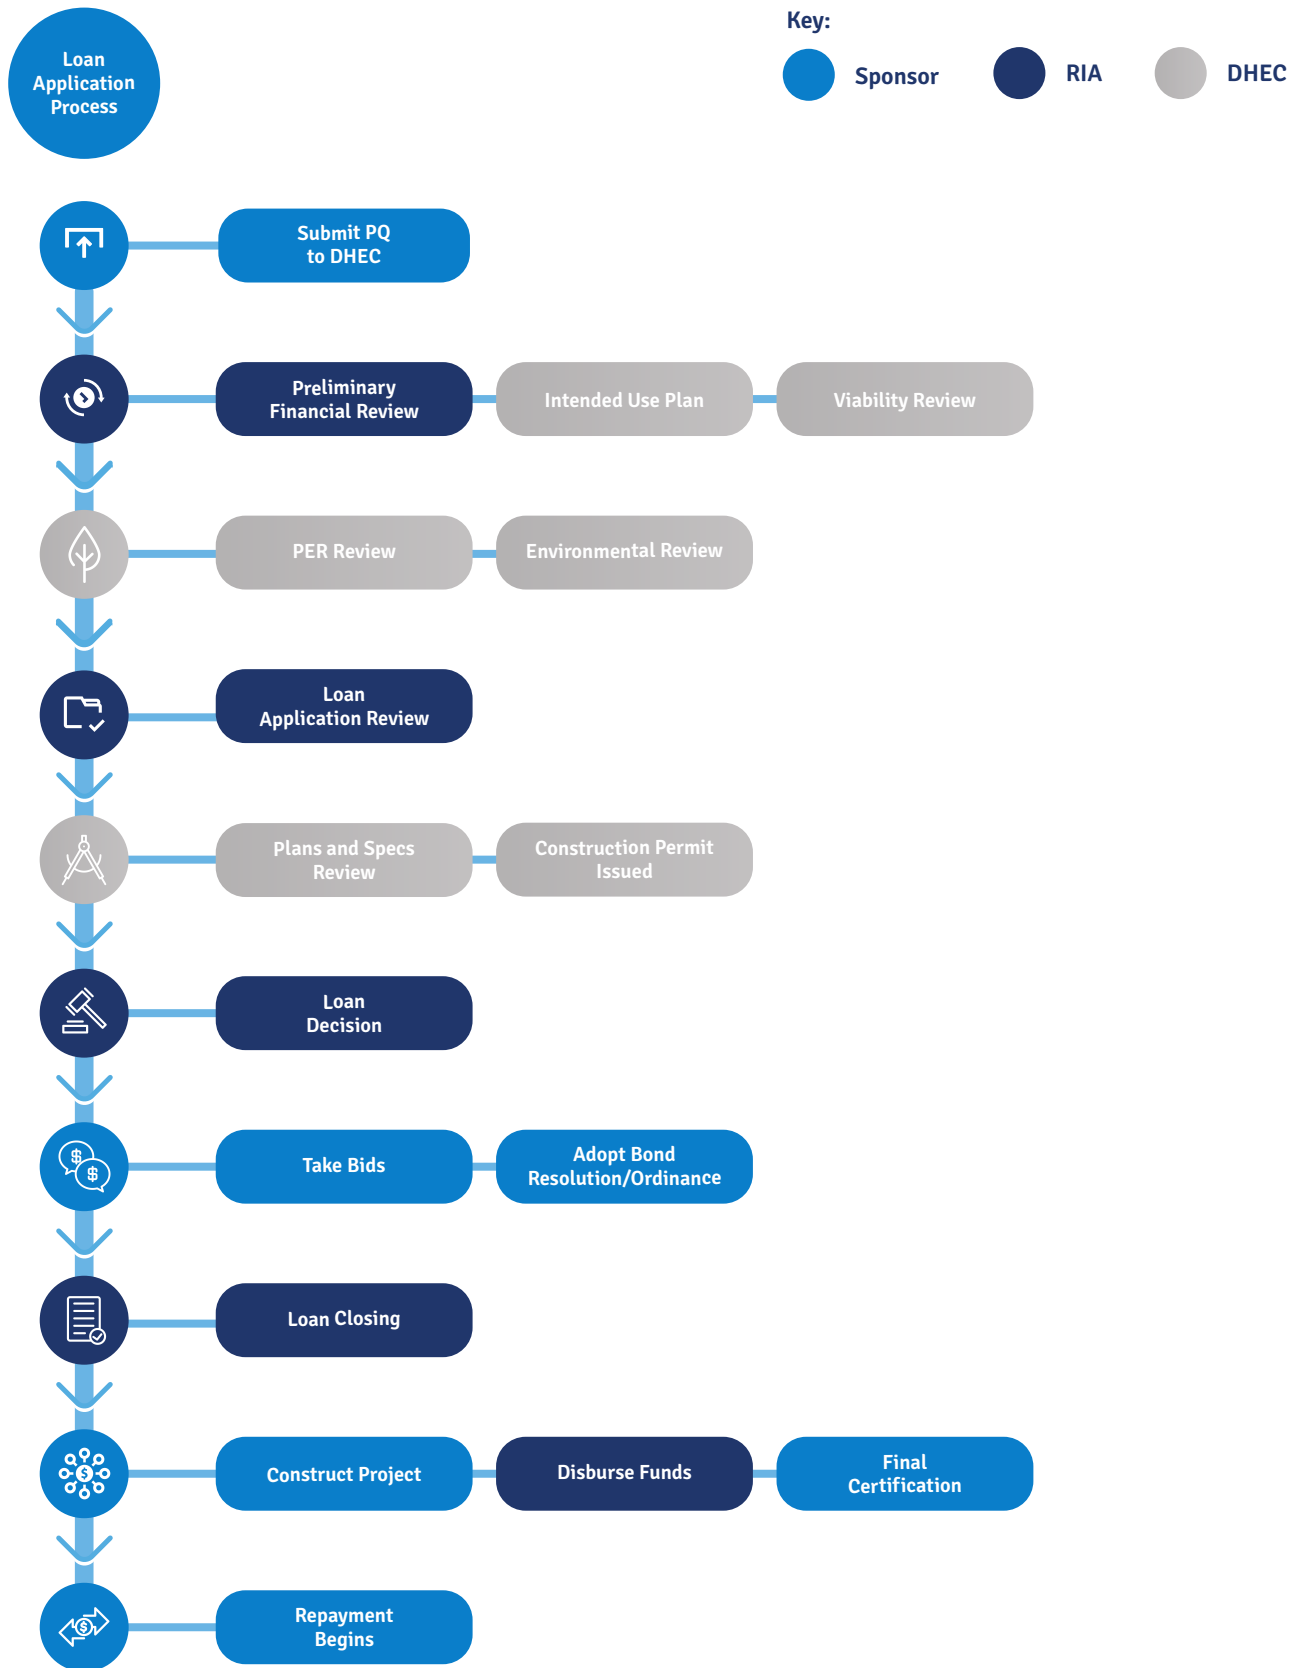 Loan
Application
Process
Key:
Sponsor
RIA
DHEC
Submit PQ
to DHEC
Preliminary
Financial Review
Intended Use Plan
Viability Review
PER Review
Environmental Review
Loan
Application Review
Plans and Specs
Review
Construction Permit
Issued
Loan
Decision
$
$
Take Bids
Adopt Bond
Resolution/Ordinance
Loan Closing
$
Construct Project
Disburse Funds
Final
Certification
$
Repayment
Begins